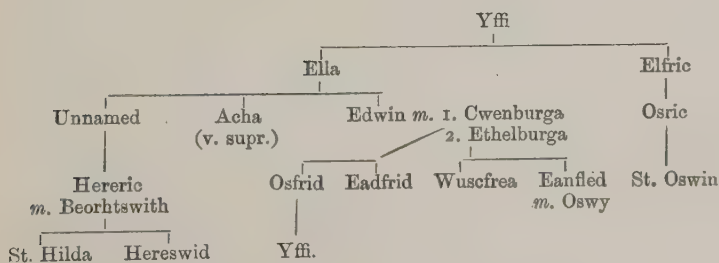 Yffi
Ella Elfric
Unnamed Acha Edwin m. 1. Cwenburga Osric
(v. supr.) 2. Ethelburga
Hereric Osfrid Eadfrid Wuscfrea Eanfled St. Oswin
m. Beorhtswith m. Oswy
St. Hilda Hereswid Yffi.